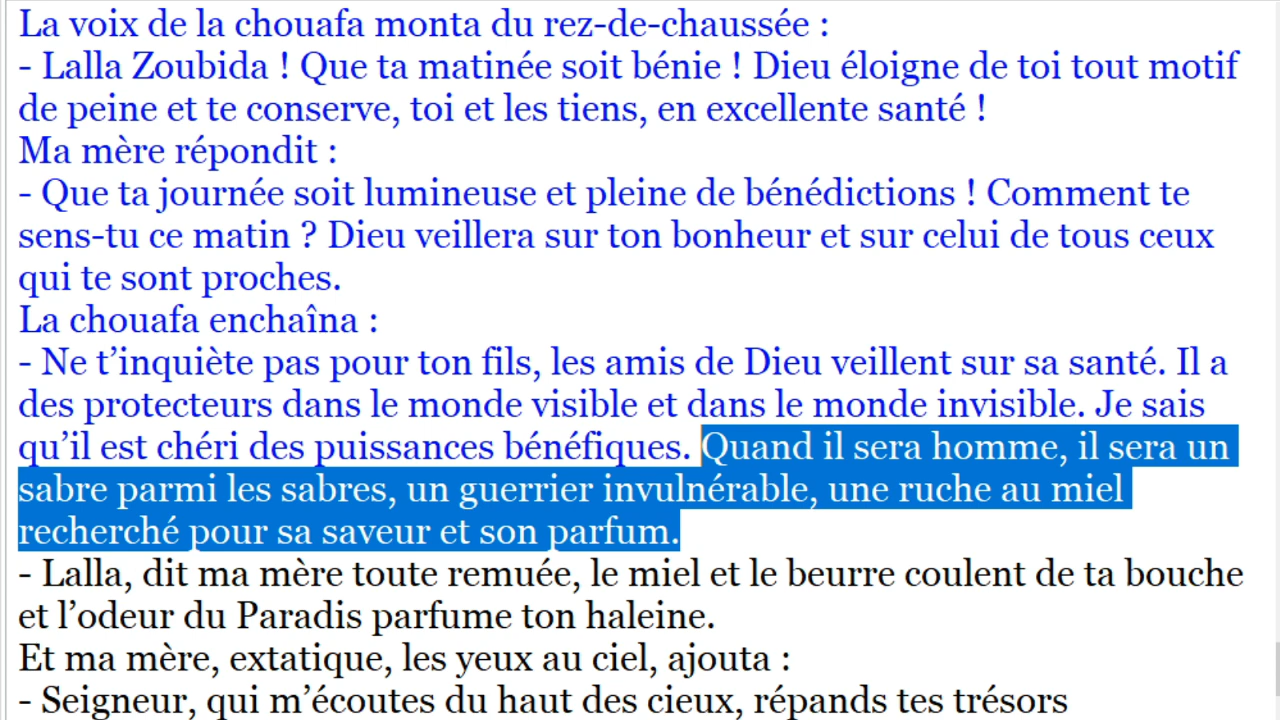 La voix de la chouafa monta du rez-de-chaussée :
- Lalla Zoubida ! Que ta matinée soit bénie ! Dieu éloigne de toi tout motif
de peine et te conserve, toi et les tiens, en excellente santé !
Ma mère répondit :
- Que ta journée soit lumineuse et pleine de bénédictions ! Comment te
sens-tu ce matin ? Dieu veillera sur ton bonheur et sur celui de tous ceux
qui te sont proches.
La chouafa enchaîna :
- Ne t’inquiète pas pour ton fils, les amis de Dieu veillent sur sa santé. Il a
des protecteurs dans le monde visible et dans le monde invisible. Je sais
qu’il est chéri des puissances bénéfiques. Quand il sera homme, il sera un
sabre parmi les sabres, un guerrier invulnérable, une ruche au miel
recherché pour sa saveur et son parfum.
- Lalla, dit ma mère toute remuée, le miel et le beurre coulent de ta bouche
et l’odeur du Paradis parfume ton haleine.
Et ma mère, extatique, les yeux au ciel, ajouta :
- Seigneur, qui m’écoutes du haut des cieux, répands tes trésors